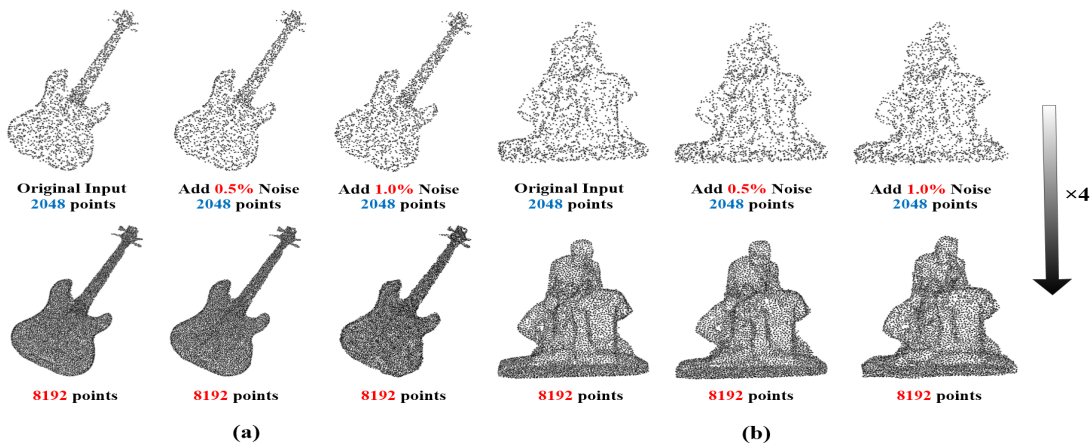 Original Input
2048 points
Add 0.5% Noise
2048 points
Add 1.0% Noise
2048 points
Original Input
2048 points
Add 0.5% Noise
2048 points
Add 1.0% Noise
2048 points
×4
8192 points
8192 points
8192 points
8192 points
8192 points
8192 points
(a)
(b)